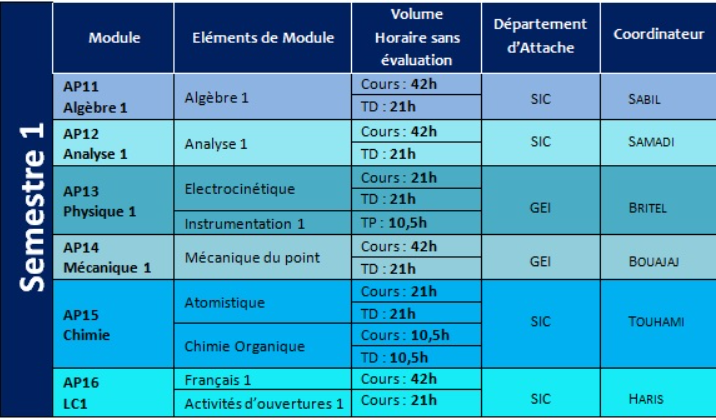 Semestre 1
Module
Eléments de Module
Volume
Horaire sans
évaluation
Département
d’Attache
Coordinateur
AP11
Algèbre 1
Algèbre 1
Cours : 42h
TD : 21h
SIC
SABIL
AP12
Analyse 1
Analyse 1
Cours : 42h
TD : 21h
SIC
SAMADI
AP13
Physique 1
Electrocinétique
Cours : 21h
TD : 21h
Instrumentation 1
TP : 10,5h
GEI
BRITEL
AP14
Mécanique 1
Mécanique du point
Cours : 42h
TD : 21h
GEI
BOUAJAJ
AP15
Chimie
Atomistique
Cours : 21h
TD : 21h
Chimie Organique
Cours : 10,5h
TD : 10,5h
SIC
TOUHAMI
AP16
LC1
Français 1
Cours : 42h
Activités d’ouvertures 1
Cours : 21h
SIC
HARIS